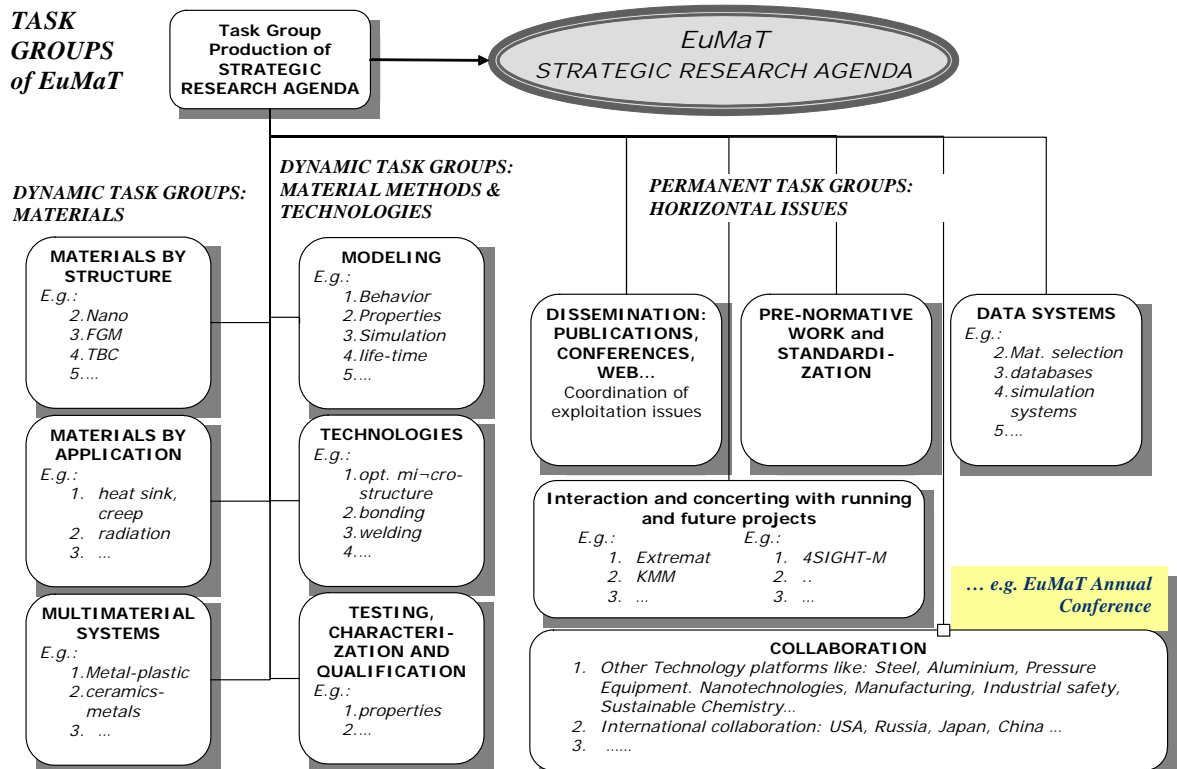 TASK
GROUPS
of EuMaT
Task Group
Production of
STRATEGIC
RESEARCH AGENDA
EuMaT
STRATEGIC RESEARCH AGENDA
DYNAMIC TASK GROUPS:
MATERIALS
DYNAMIC TASK GROUPS:
MATERIAL METHODS &
TECHNOLOGIES
PERMANENT TASK GROUPS:
HORIZONTAL ISSUES
MATERIALS BY
STRUCTURE
E.g.:
2.Nano
3.FGM
4.TBC
5.…
MODELING
E.g.:
1.Behavior
2.Properties
3.Simulation
4.life-time
5.…
DISSEMINATION:
PUBLICATIONS,
CONFERENCES,
WEB…
Coordination of
exploitation issues
PRE-NORMATIVE
WORK and
STANDARDI-
ZATION
DATA SYSTEMS
E.g.:
2.Mat. selection
3.databases
4.simulation
systems
5.…
MATERIALS BY
APPLICATION
E.g.:
1. heat sink,
creep
2. radiation
3. …
TECHNOLOGIES
E.g.:
1.opt. mi¬cro-
structure
2.bonding
3.welding
4.…
Interaction and concerting with running
and future projects
E.g.:
1. Extremat
2. KMM
3. …
E.g.:
1. 4SIGHT-M
2. ..
3. …
… e.g. EuMaT Annual
Conference
MULTIMATERIAL
SYSTEMS
E.g.:
1.Metal-plastic
2.ceramics-
metals
3. …
TESTING,
CHARACTERI-
ZATION AND
QUALIFICATION
E.g.:
1.properties
2.…
COLLABORATION
1. Other Technology platforms like: Steel, Aluminium, Pressure
Equipment. Nanotechnologies, Manufacturing, Industrial safety,
Sustainable Chemistry…
2. International collaboration: USA, Russia, Japan, China …
3. ……